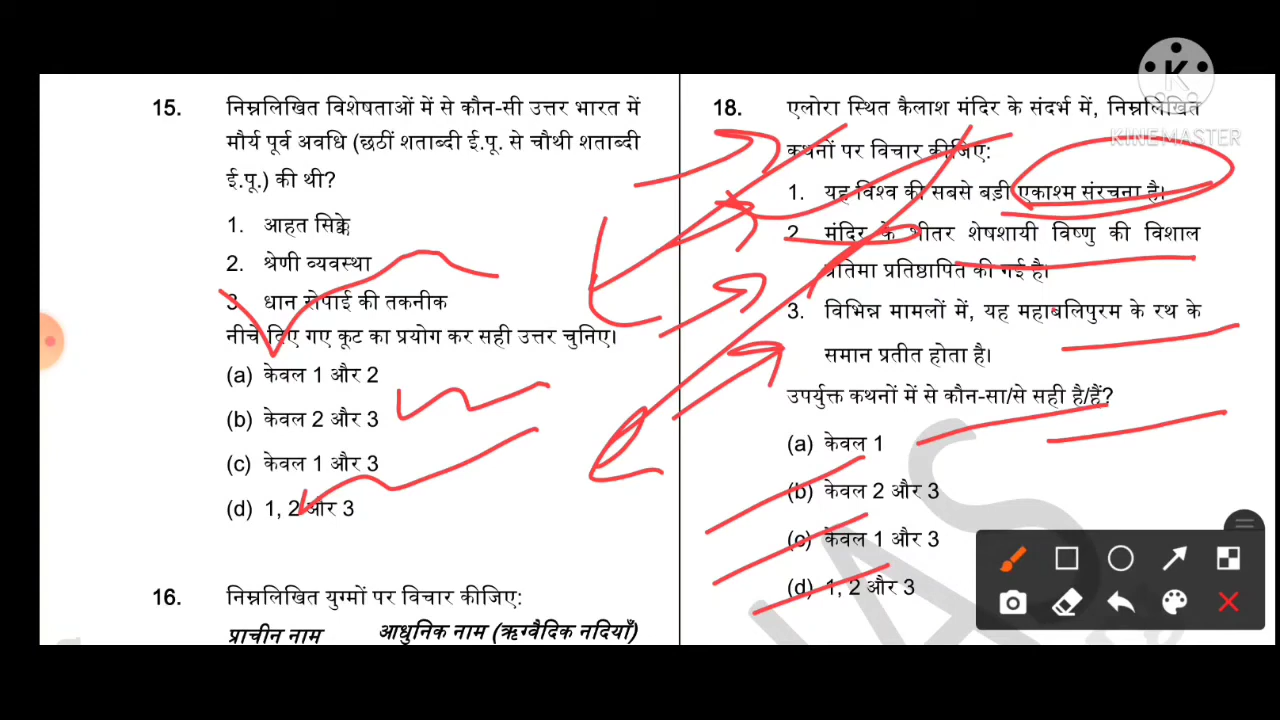 15. निम्नलिखित विशेषताओं में से कौन-सी उत्तर भारत में
मौर्य पूर्व अवधि (छठीं शताब्दी ई.पू. से चौथी शताब्दी
ई.पू.) की थी?
1. आहत सिक्के
2. श्रेणी व्यवस्था
3. धान रोपाई की तकनीक
नीचे दिए गए कूट का प्रयोग कर सही उत्तर चुनिए।
(a) केवल 1 और 2
(b) केवल 2 और 3
(c) केवल 1 और 3
(d) 1, 2 और 3
16. निम्नलिखित युग्मों पर विचार कीजिए:
प्राचीन नाम आधुनिक नाम (ऋग्वैदिक नदियाँ)
18. एलोरा स्थित कैलाश मंदिर के संदर्भ में, निम्नलिखित
कथनों पर विचार कीजिए:
1. यह विश्व की सबसे बड़ी एकाश्म संरचना है।
2. मंदिर के भीतर शेषशायी विष्णु की विशाल
प्रतिमा प्रतिष्ठापित की गई है।
3. विभिन्न मामलों में, यह महाबलिपुरम के रथ के
समान प्रतीत होता है।
उपर्युक्त कथनों में से कौन-सा/से सही है/हैं?
(a) केवल 1
(b) केवल 2 और 3
(c) केवल 1 और 3
(d) 1, 2 और 3
K
KINEMASTER
AS